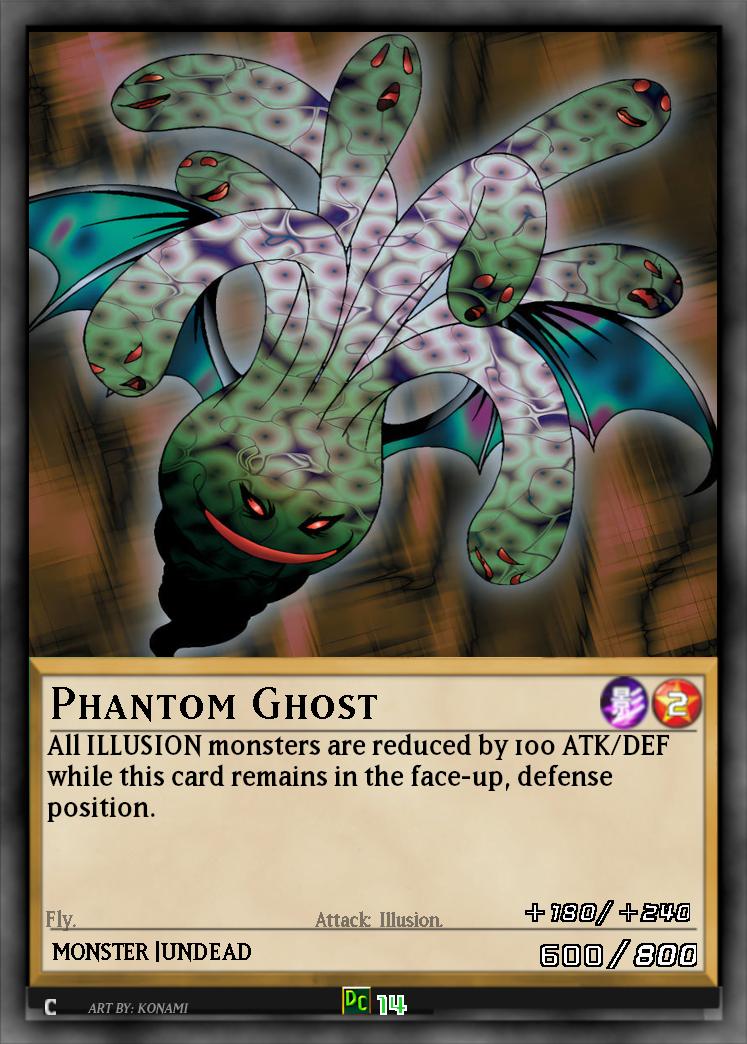 PHANTOM GHOST 影 2
All ILLUSION monsters are reduced by 100 ATK/DEF
while this card remains in the face-up, defense
position.
Fly. Attack: Illusion. +180/ +240
MONSTER |UNDEAD 600/800
C ART BY: KONAMI DC 14